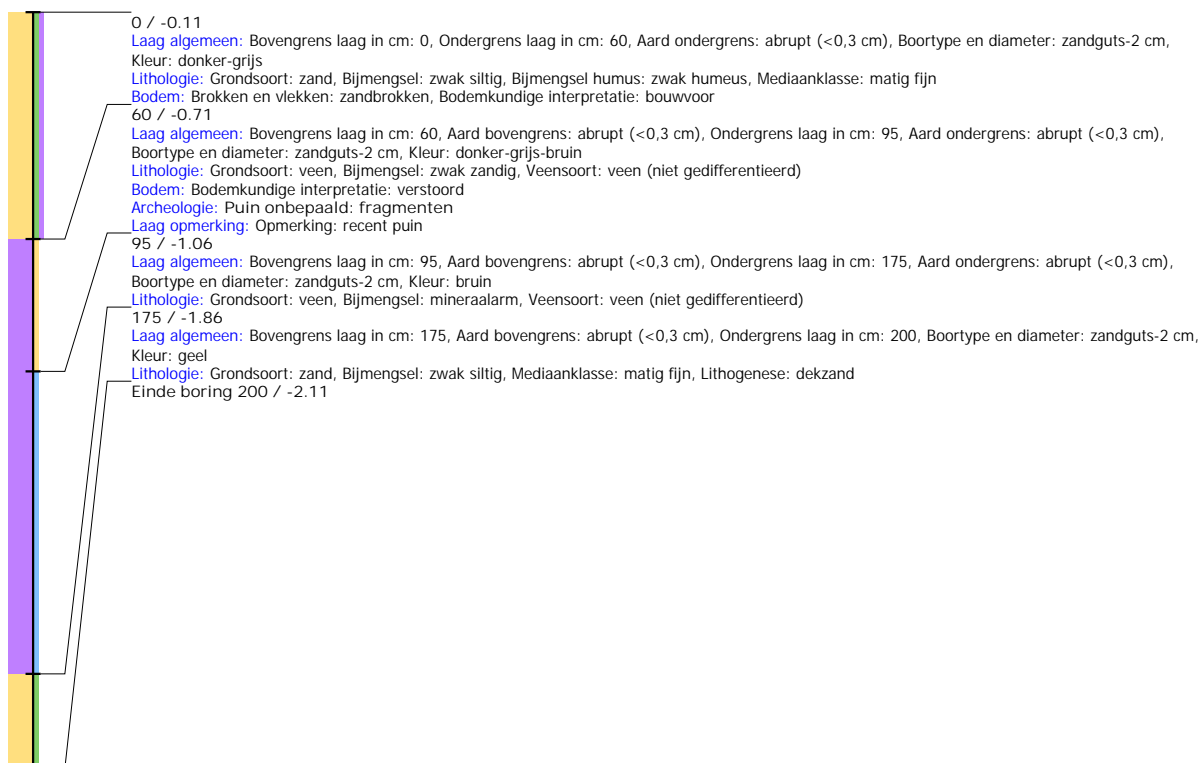 0 / -0.11
Laag algemeen: Bovengrens laag in cm: 0, Ondergrens laag in cm: 60, Aard ondergrens: abrupt (<0,3 cm), Boortype en diameter: zandguts-2 cm,
Kleur: donker-grijs
Lithologie: Grondsoort: zand, Bijmengsel: zwak siltig, Bijmengsel humus: zwak humeus, Mediaanklasse: matig fijn
Bodem: Brokken en vlekken: zandbrokken, Bodemkundige interpretatie: bouwvoor
60 / -0.71
Laag algemeen: Bovengrens laag in cm: 60, Aard bovengrens: abrupt (<0,3 cm), Ondergrens laag in cm: 95, Aard ondergrens: abrupt (<0,3 cm),
Boortype en diameter: zandguts-2 cm, Kleur: donker-grijs-bruin
Lithologie: Grondsoort: veen, Bijmengsel: zwak zandig, Veensoort: veen (niet gedifferentieerd)
Bodem: Bodemkundige interpretatie: verstoord
Archeologie: Puin onbepaald: fragmenten
Laag opmerking: Opmerking: recent puin
95 / -1.06
Laag algemeen: Bovengrens laag in cm: 95, Aard bovengrens: abrupt (<0,3 cm), Ondergrens laag in cm: 175, Aard ondergrens: abrupt (<0,3 cm),
Boortype en diameter: zandguts-2 cm, Kleur: bruin
Lithologie: Grondsoort: veen, Bijmengsel: mineraalarm, Veensoort: veen (niet gedifferentieerd)
175 / -1.86
Laag algemeen: Bovengrens laag in cm: 175, Aard bovengrens: abrupt (<0,3 cm), Ondergrens laag in cm: 200, Boortype en diameter: zandguts-2 cm,
Kleur: geel
Lithologie: Grondsoort: zand, Bijmengsel: zwak siltig, Mediaanklasse: matig fijn, Lithogenese: dekzand
Einde boring 200 / -2.11